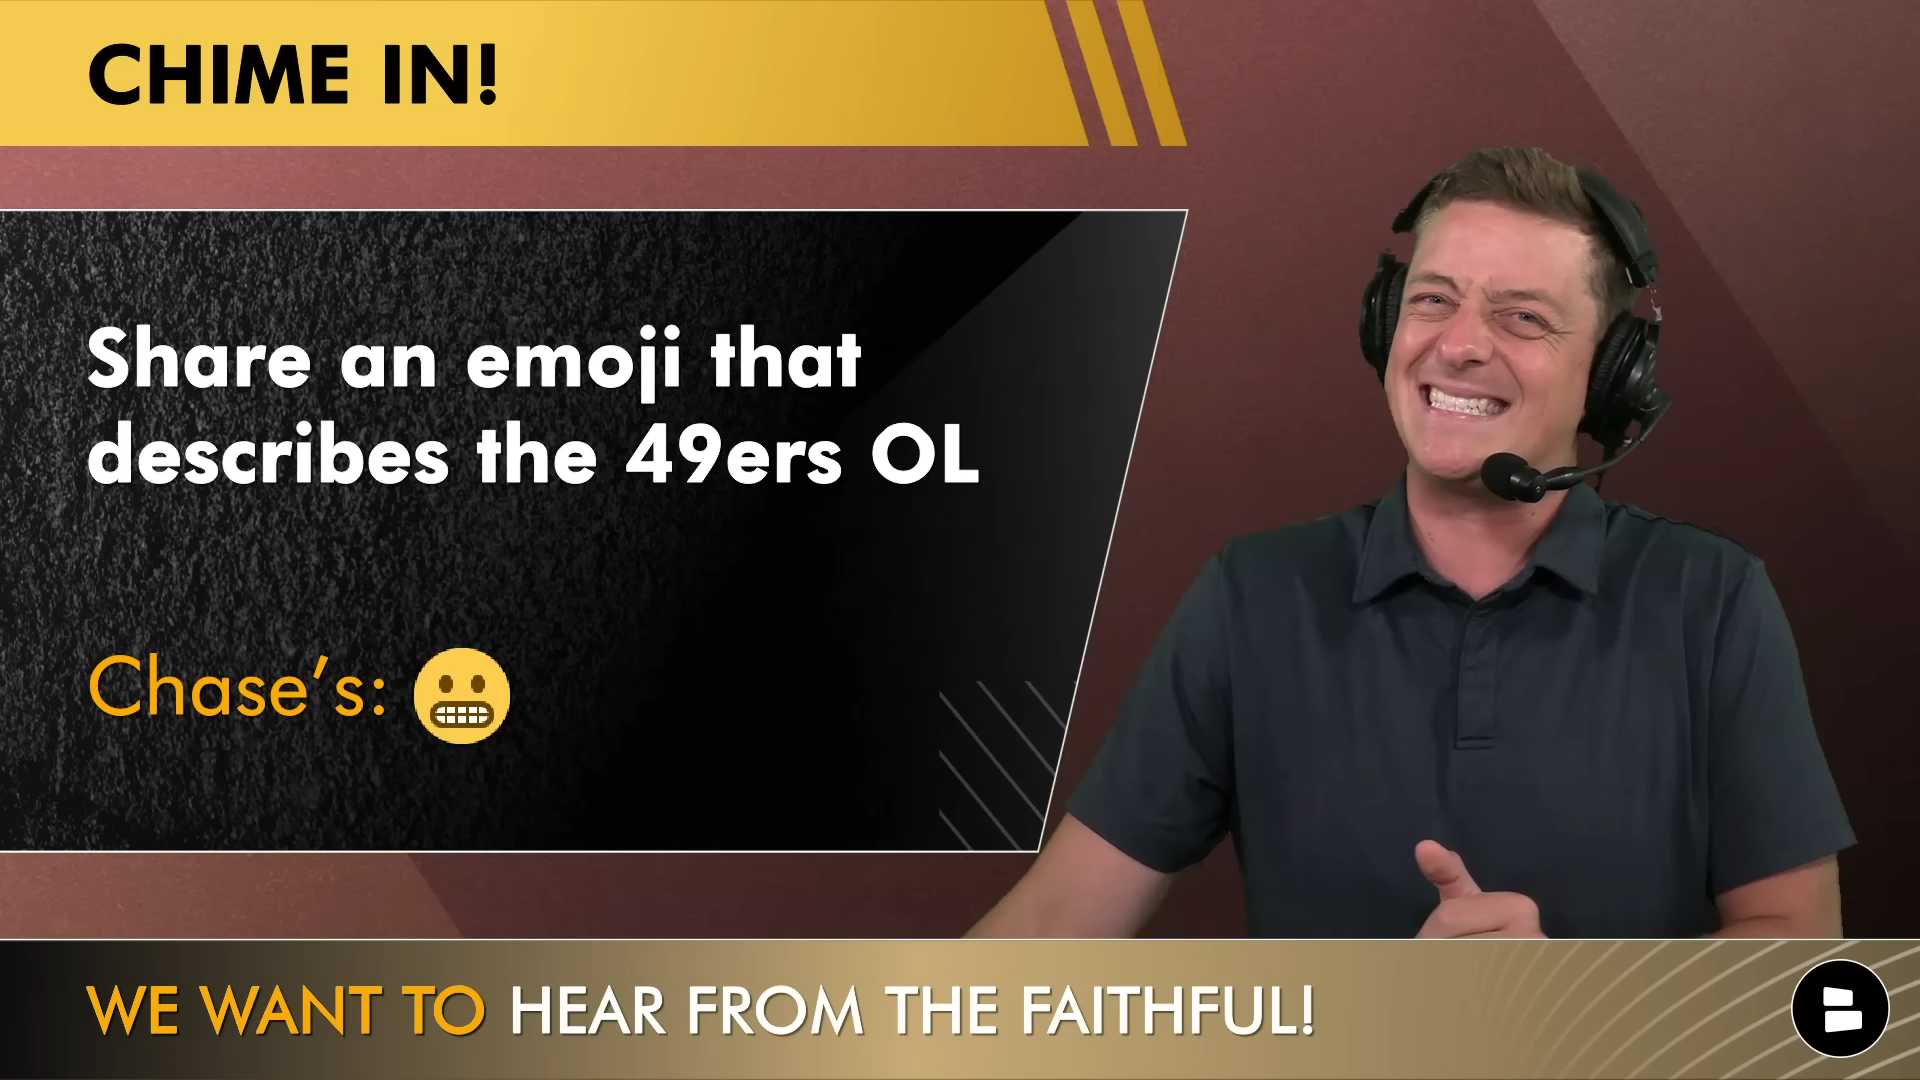 CHIME IN!
Share an emoji that
describes the 49ers OL
Chase’s: 😬
WE WANT TO HEAR FROM THE FAITHFUL!